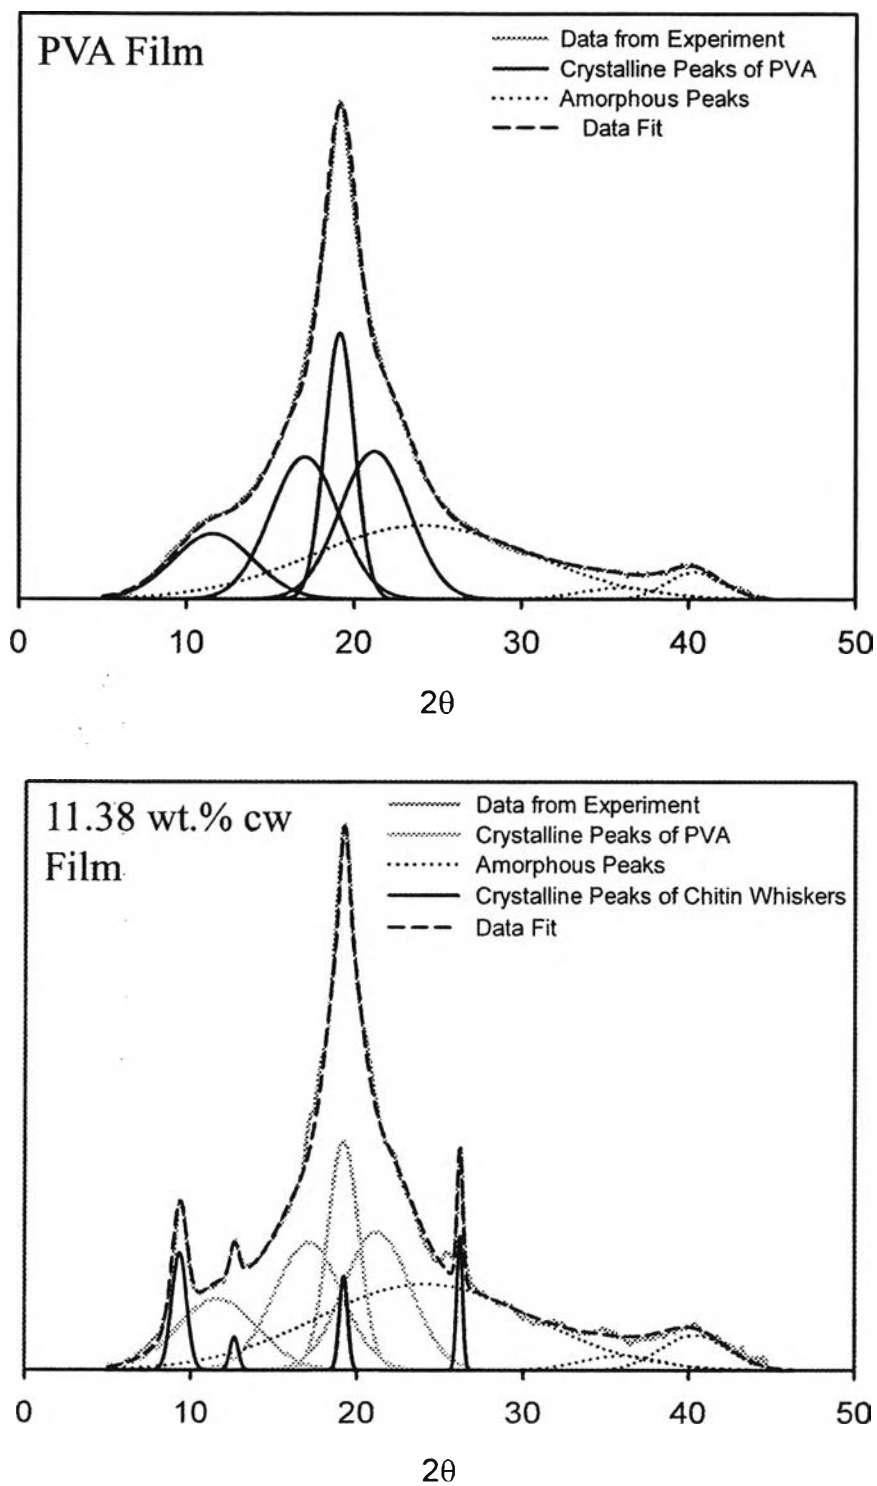 PVA Film
Data from Experiment
Crystalline Peaks of PVA
Amorphous Peaks
Data Fit
0 10 20 30 40 50
2θ
11.38 wt.% cw
Film
Data from Experiment
Crystalline Peaks of PVA
Amorphous Peaks
Crystalline Peaks of Chitin Whiskers
Data Fit
0 10 20 30 40 50
2θ